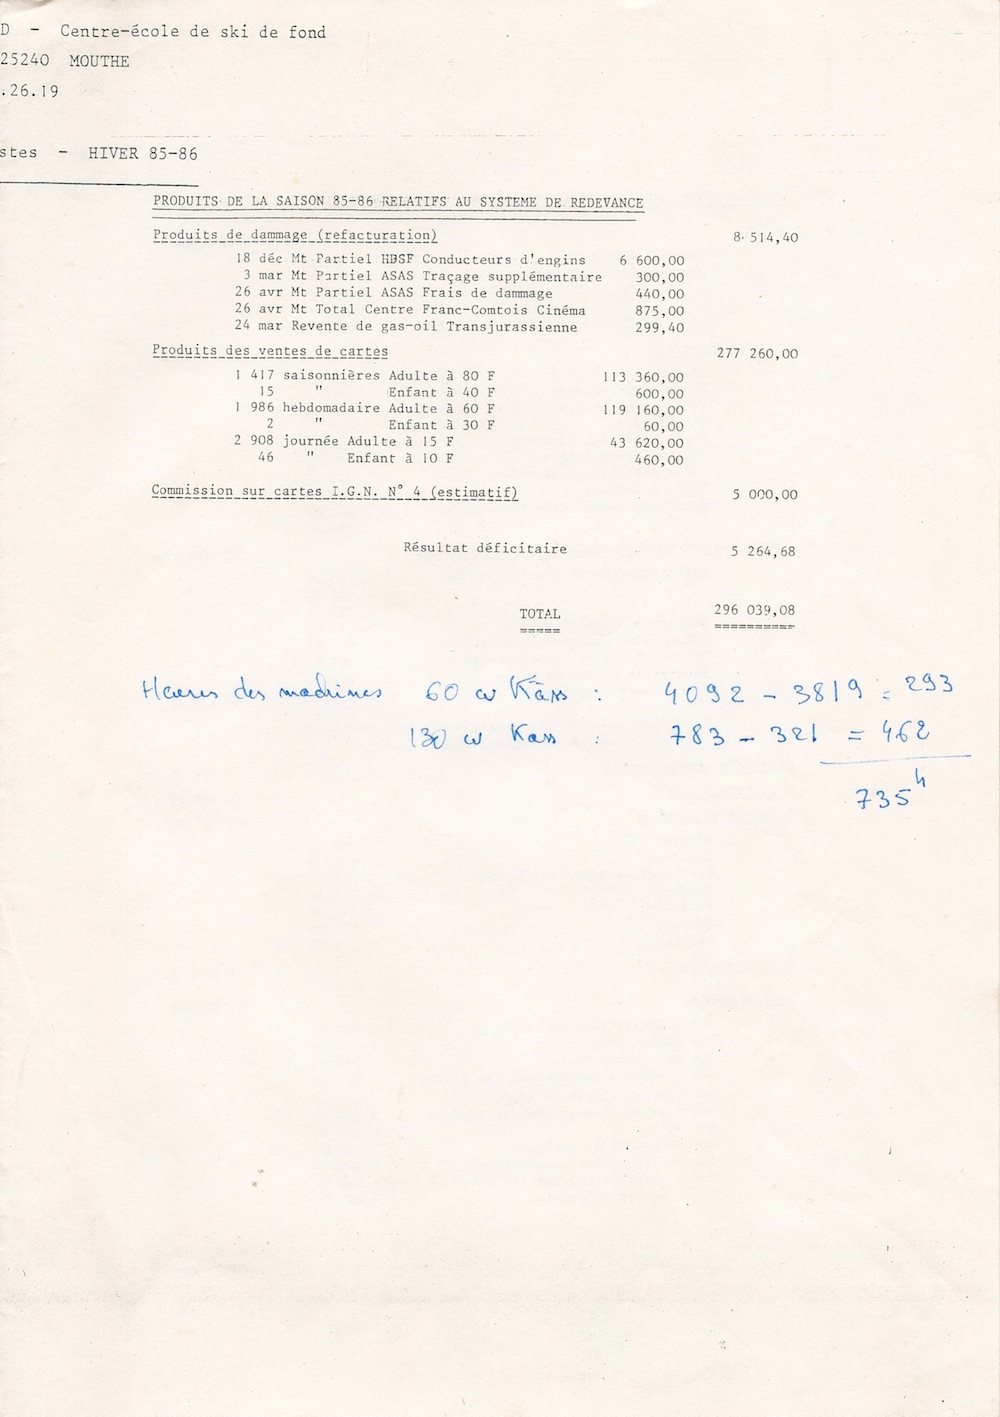 D - Centre-école de ski de fond
25240 MOUTHE
.26.19
stes - HIVER 85-86
PRODUITS DE LA SAISON 85-86 RELATIFS AU SYSTEME DE REDEVANCE
Produits de dammage (refacturation) 8 514,40
18 déc Mt Partiel HBSF Conducteurs d'engins 6 600,00
3 mar Mt Partiel ASAS Traçage supplémentaire 300,00
26 avr Mt Partiel ASAS Frais de dammage 440,00
26 avr Mt Total Centre Franc-Comtois Cinéma 875,00
24 mar Revente de gas-oil Transjurassienne 299,40
Produits des ventes de cartes 277 260,00
1 417 saisonnières Adulte à 80 F 113 360,00
15 " Enfant à 40 F 600,00
1 986 hebdomadaire Adulte à 60 F 119 160,00
2 " Enfant à 30 F 60,00
2 908 journée Adulte à 15 F 43 620,00
46 " Enfant à 10 F 460,00
Commission sur cartes I.G.N. N° 4 (estimatif) 5 000,00
Résultat déficitaire 5 264,68
TOTAL 296 039,08
Heures des machines 60 cv Käss : 4092 - 3819 = 293
130 cv Kass : 783 - 321 = 462
735 h